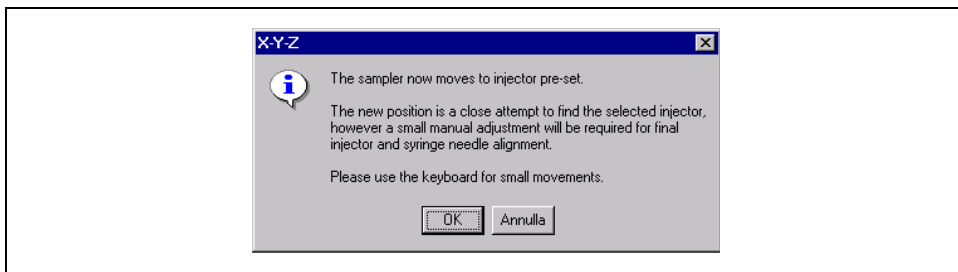 X-Y-Z
The sampler now moves to injector pre-set.
The new position is a close attempt to find the selected injector,
however a small manual adjustment will be required for final
injector and syringe needle alignment.
Please use the keyboard for small movements.
OK
Annulla